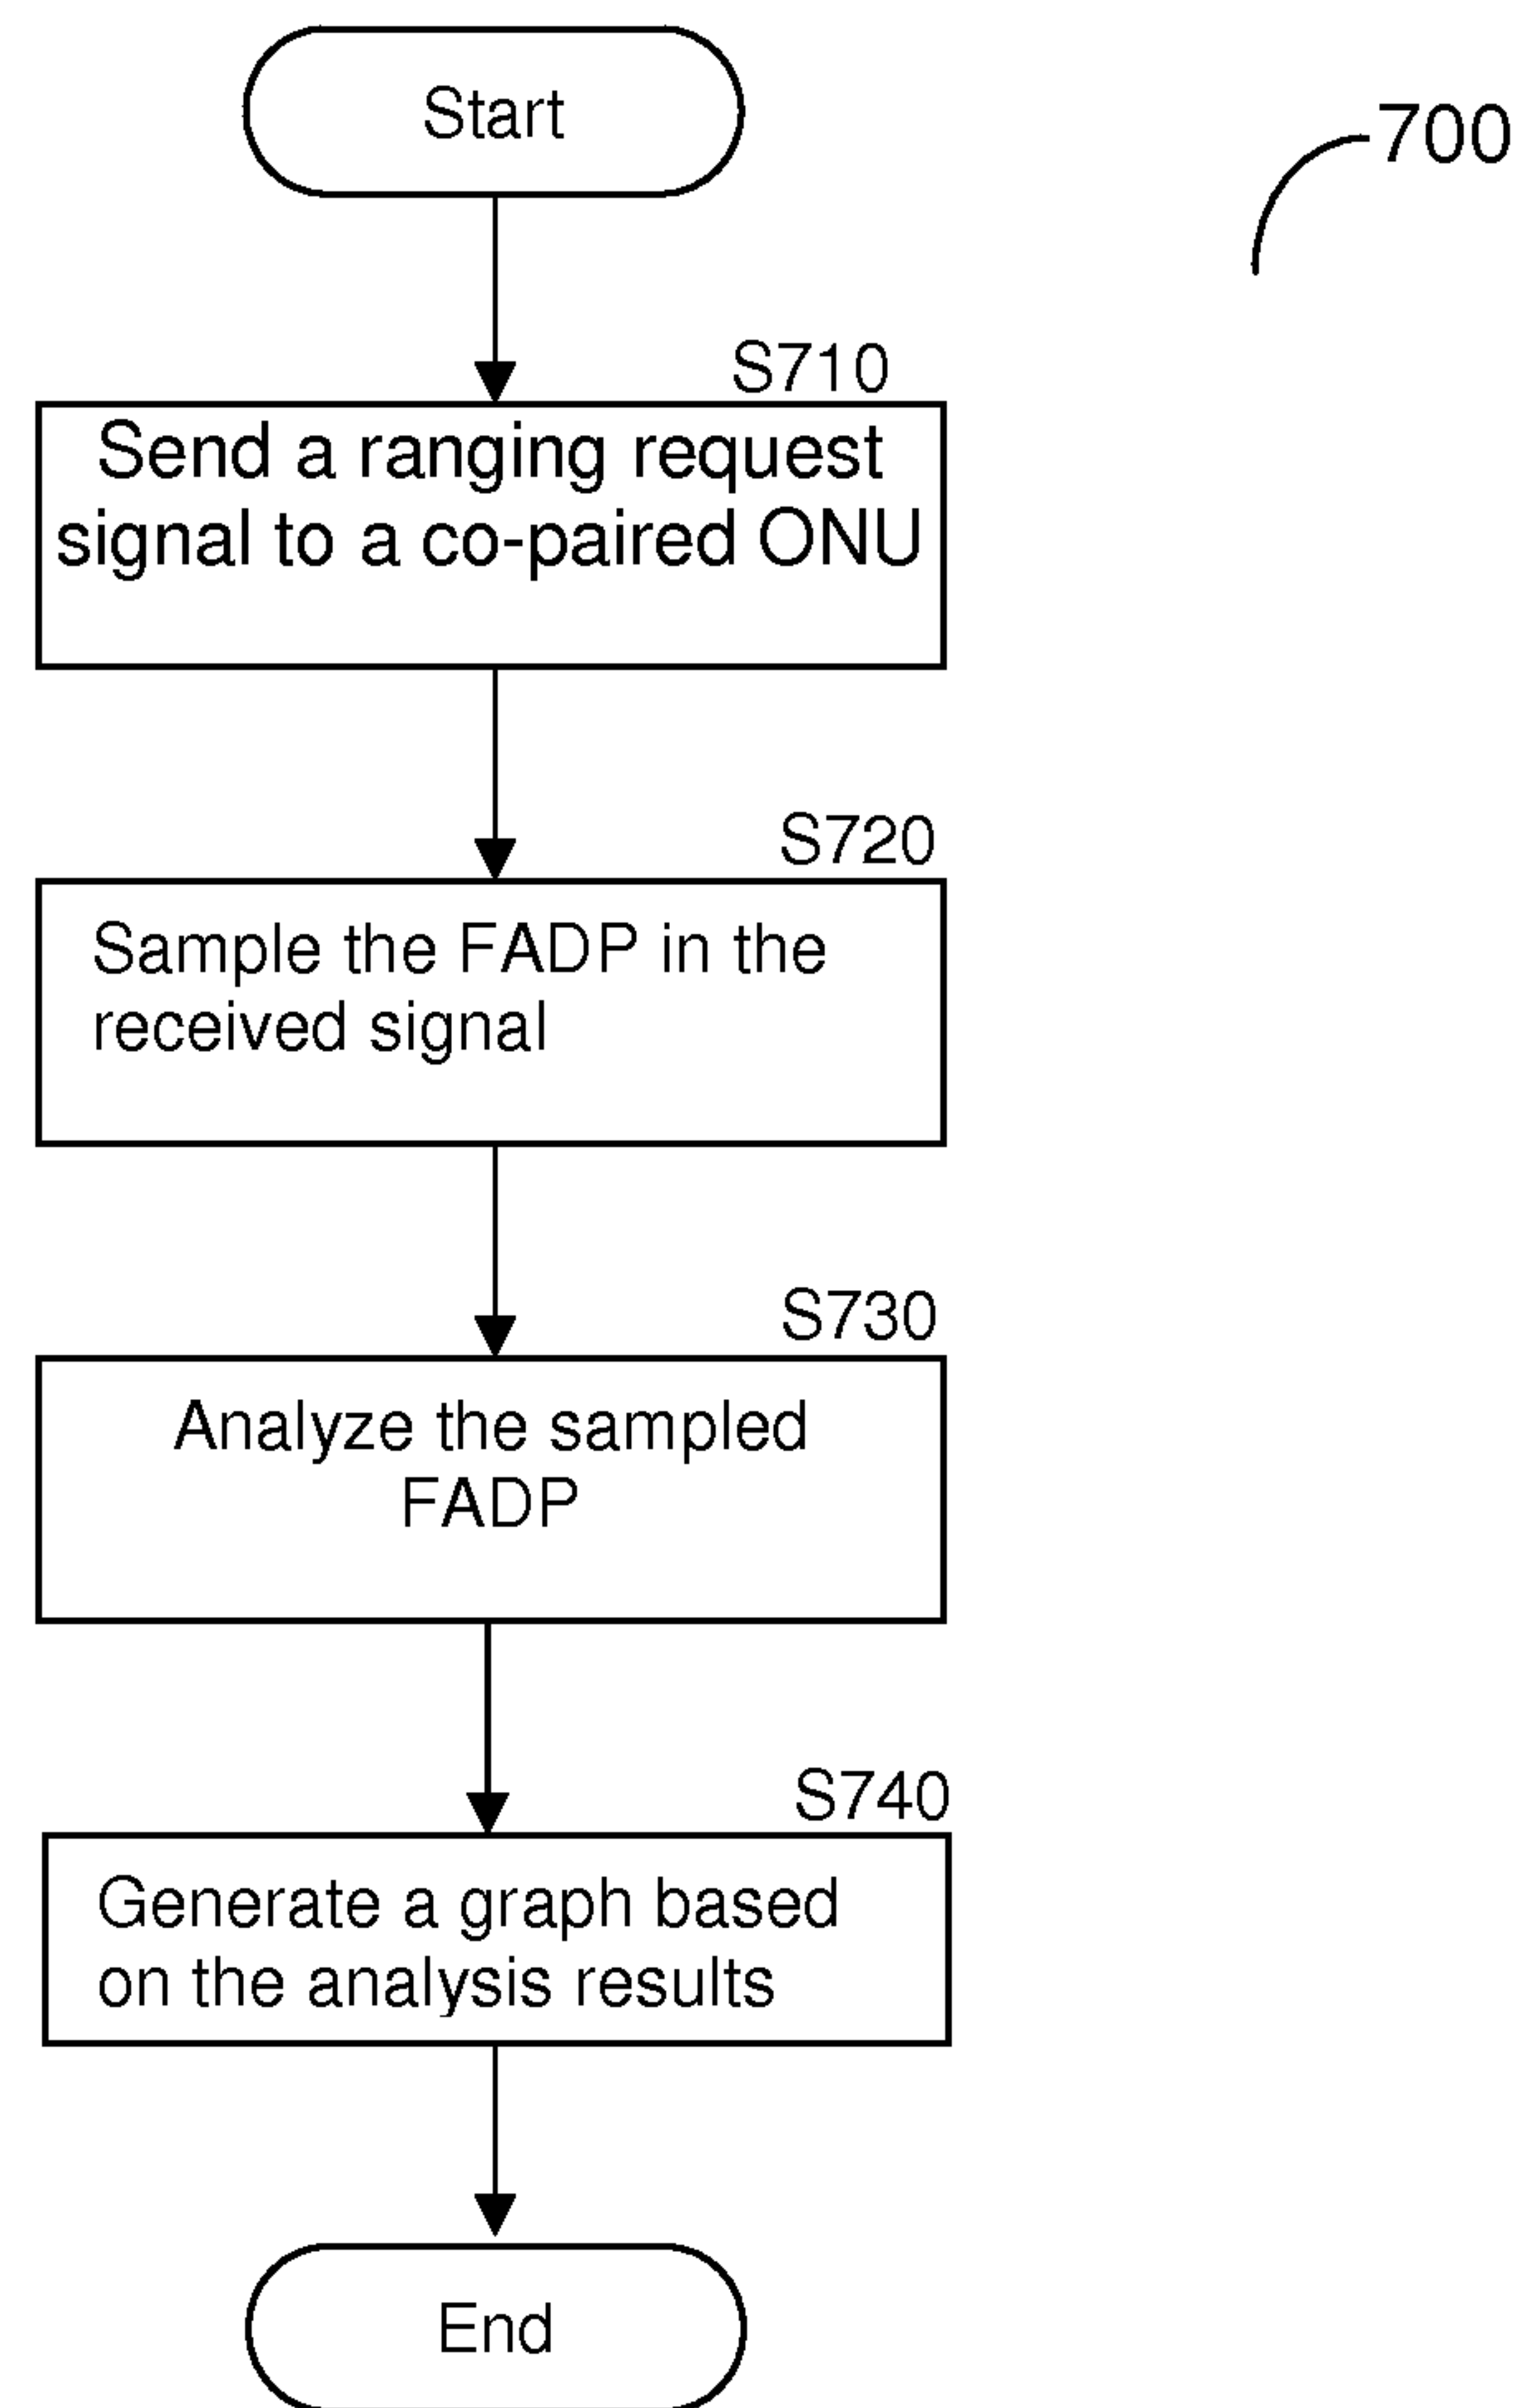 Start
700
S710
Send a ranging request
signal to a co-paired ONU
S720
Sample the FADP in the
received signal
S730
Analyze the sampled
FADP
S740
Generate a graph based
on the analysis results
End